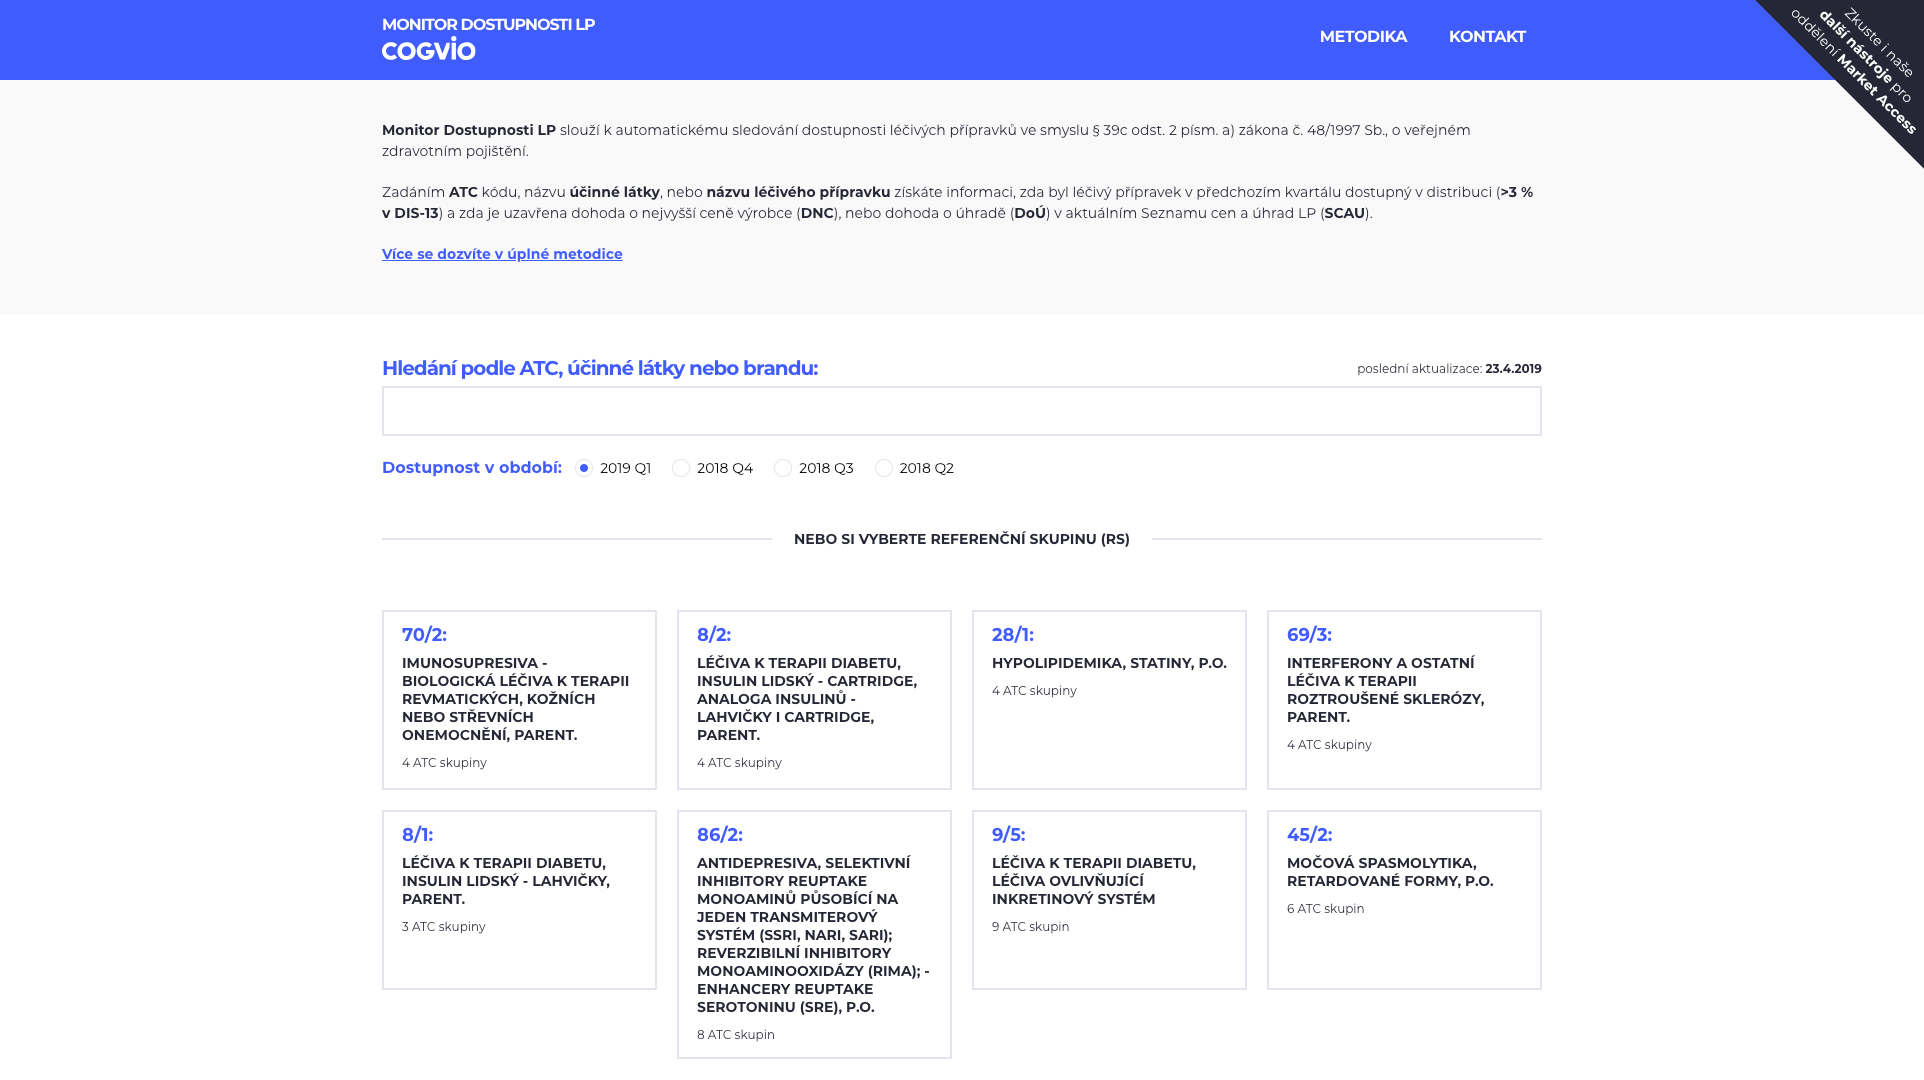 MONITOR DOSTUPNOSTI LP
COGVIO
METODIKA
KONTAKT
Zkuste i naše
další nástroje pro
oddělení Market Access
Monitor Dostupnosti LP slouží k automatickému sledování dostupnosti léčivých přípravků ve smyslu § 39c odst. 2 písm. a) zákona č. 48/1997 Sb., o veřejném
zdravotním pojištění.
Zadáním ATC kódu, názvu účinné látky, nebo názvu léčivého přípravku získáte informaci, zda byl léčivý přípravek v předchozím kvartálu dostupný v distribuci (>3 %
v DIS-13) a zda je uzavřena dohoda o nejvyšší ceně výrobce (DNC), nebo dohoda o úhradě (DoÚ) v aktuálním Seznamu cen a úhrad LP (SCAU).
Více se dozvíte v úplné metodice
Hledání podle ATC, účinné látky nebo brandu:
poslední aktualizace: 23.4.2019
Dostupnost v období:
2019 Q1
2018 Q4
2018 Q3
2018 Q2
NEBO SI VYBERTE REFERENČNÍ SKUPINU (RS)
70/2:
IMUNOSUPRESIVA -
BIOLOGICKÁ LÉČIVA K TERAPII
REVMATICKÝCH, KOŽNÍCH
NEBO STŘEVNÍCH
ONEMOCNĚNÍ, PARENT.
4 ATC skupiny
8/2:
LÉČIVA K TERAPII DIABETU,
INSULIN LIDSKÝ - CARTRIDGE,
ANALOGA INSULINŮ -
LAHVIČKY I CARTRIDGE,
PARENT.
4 ATC skupiny
28/1:
HYPOLIPIDEMIKA, STATINY, P.O.
4 ATC skupiny
69/3:
INTERFERONY A OSTATNÍ
LÉČIVA K TERAPII
ROZTROUŠENÉ SKLERÓZY,
PARENT.
4 ATC skupiny
8/1:
LÉČIVA K TERAPII DIABETU,
INSULIN LIDSKÝ - LAHVIČKY,
PARENT.
3 ATC skupiny
86/2:
ANTIDEPRESIVA, SELEKTIVNÍ
INHIBITORY REUPTAKE
MONOAMINŮ PŮSOBÍCÍ NA
JEDEN TRANSMITEROVÝ
SYSTÉM (SSRI, NARI, SARI);
REVERZIBILNÍ INHIBITORY
MONOAMINOOXIDÁZY (RIMA); -
ENHANCERY REUPTAKE
SEROTONINU (SRE), P.O.
8 ATC skupin
9/5:
LÉČIVA K TERAPII DIABETU,
LÉČIVA OVLIVŇUJÍCÍ
INKRETINOVÝ SYSTÉM
9 ATC skupin
45/2:
MOČOVÁ SPASMOLYTIKA,
RETARDOVANÉ FORMY, P.O.
6 ATC skupin